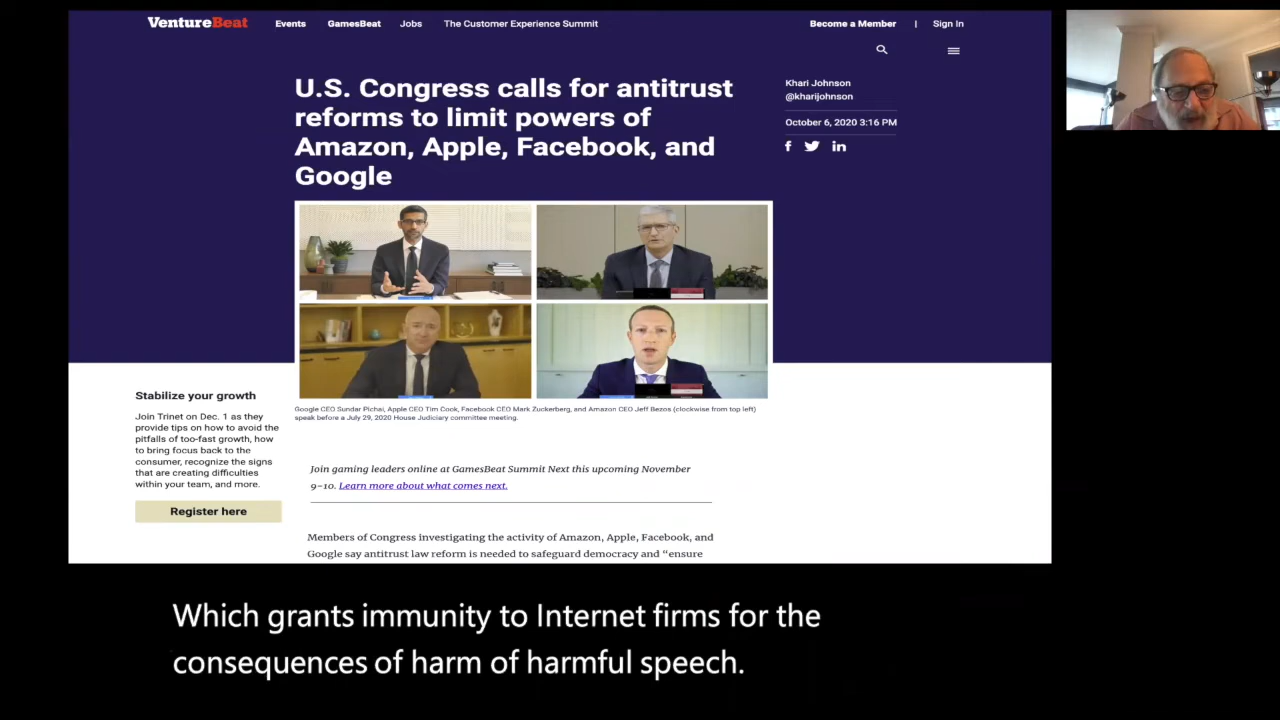 VentureBeat
Events GamesBeat Jobs The Customer Experience Summit
Become a Member | Sign In
U.S. Congress calls for antitrust
reforms to limit powers of
Amazon, Apple, Facebook, and
Google
Khari Johnson
@kharijohnson
October 6, 2020 3:16 PM
Google CEO Sundar Pichai, Apple CEO Tim Cook, Facebook CEO Mark Zuckerberg, and Amazon CEO Jeff Bezos (clockwise from top left)
speak before a July 29, 2020 House Judiciary committee meeting.
Stabilize your growth
Join Trinet on Dec. 1 as they
provide tips on how to avoid the
pitfalls of too-fast growth, how
to bring focus back to the
consumer, recognize the signs
that are creating difficulties
within your team, and more.
Register here
Join gaming leaders online at GamesBeat Summit Next this upcoming November
9-10. Learn more about what comes next.
Members of Congress investigating the activity of Amazon, Apple, Facebook, and
Google say antitrust law reform is needed to safeguard democracy and “ensure
Which grants immunity to Internet firms for the
consequences of harm of harmful speech.